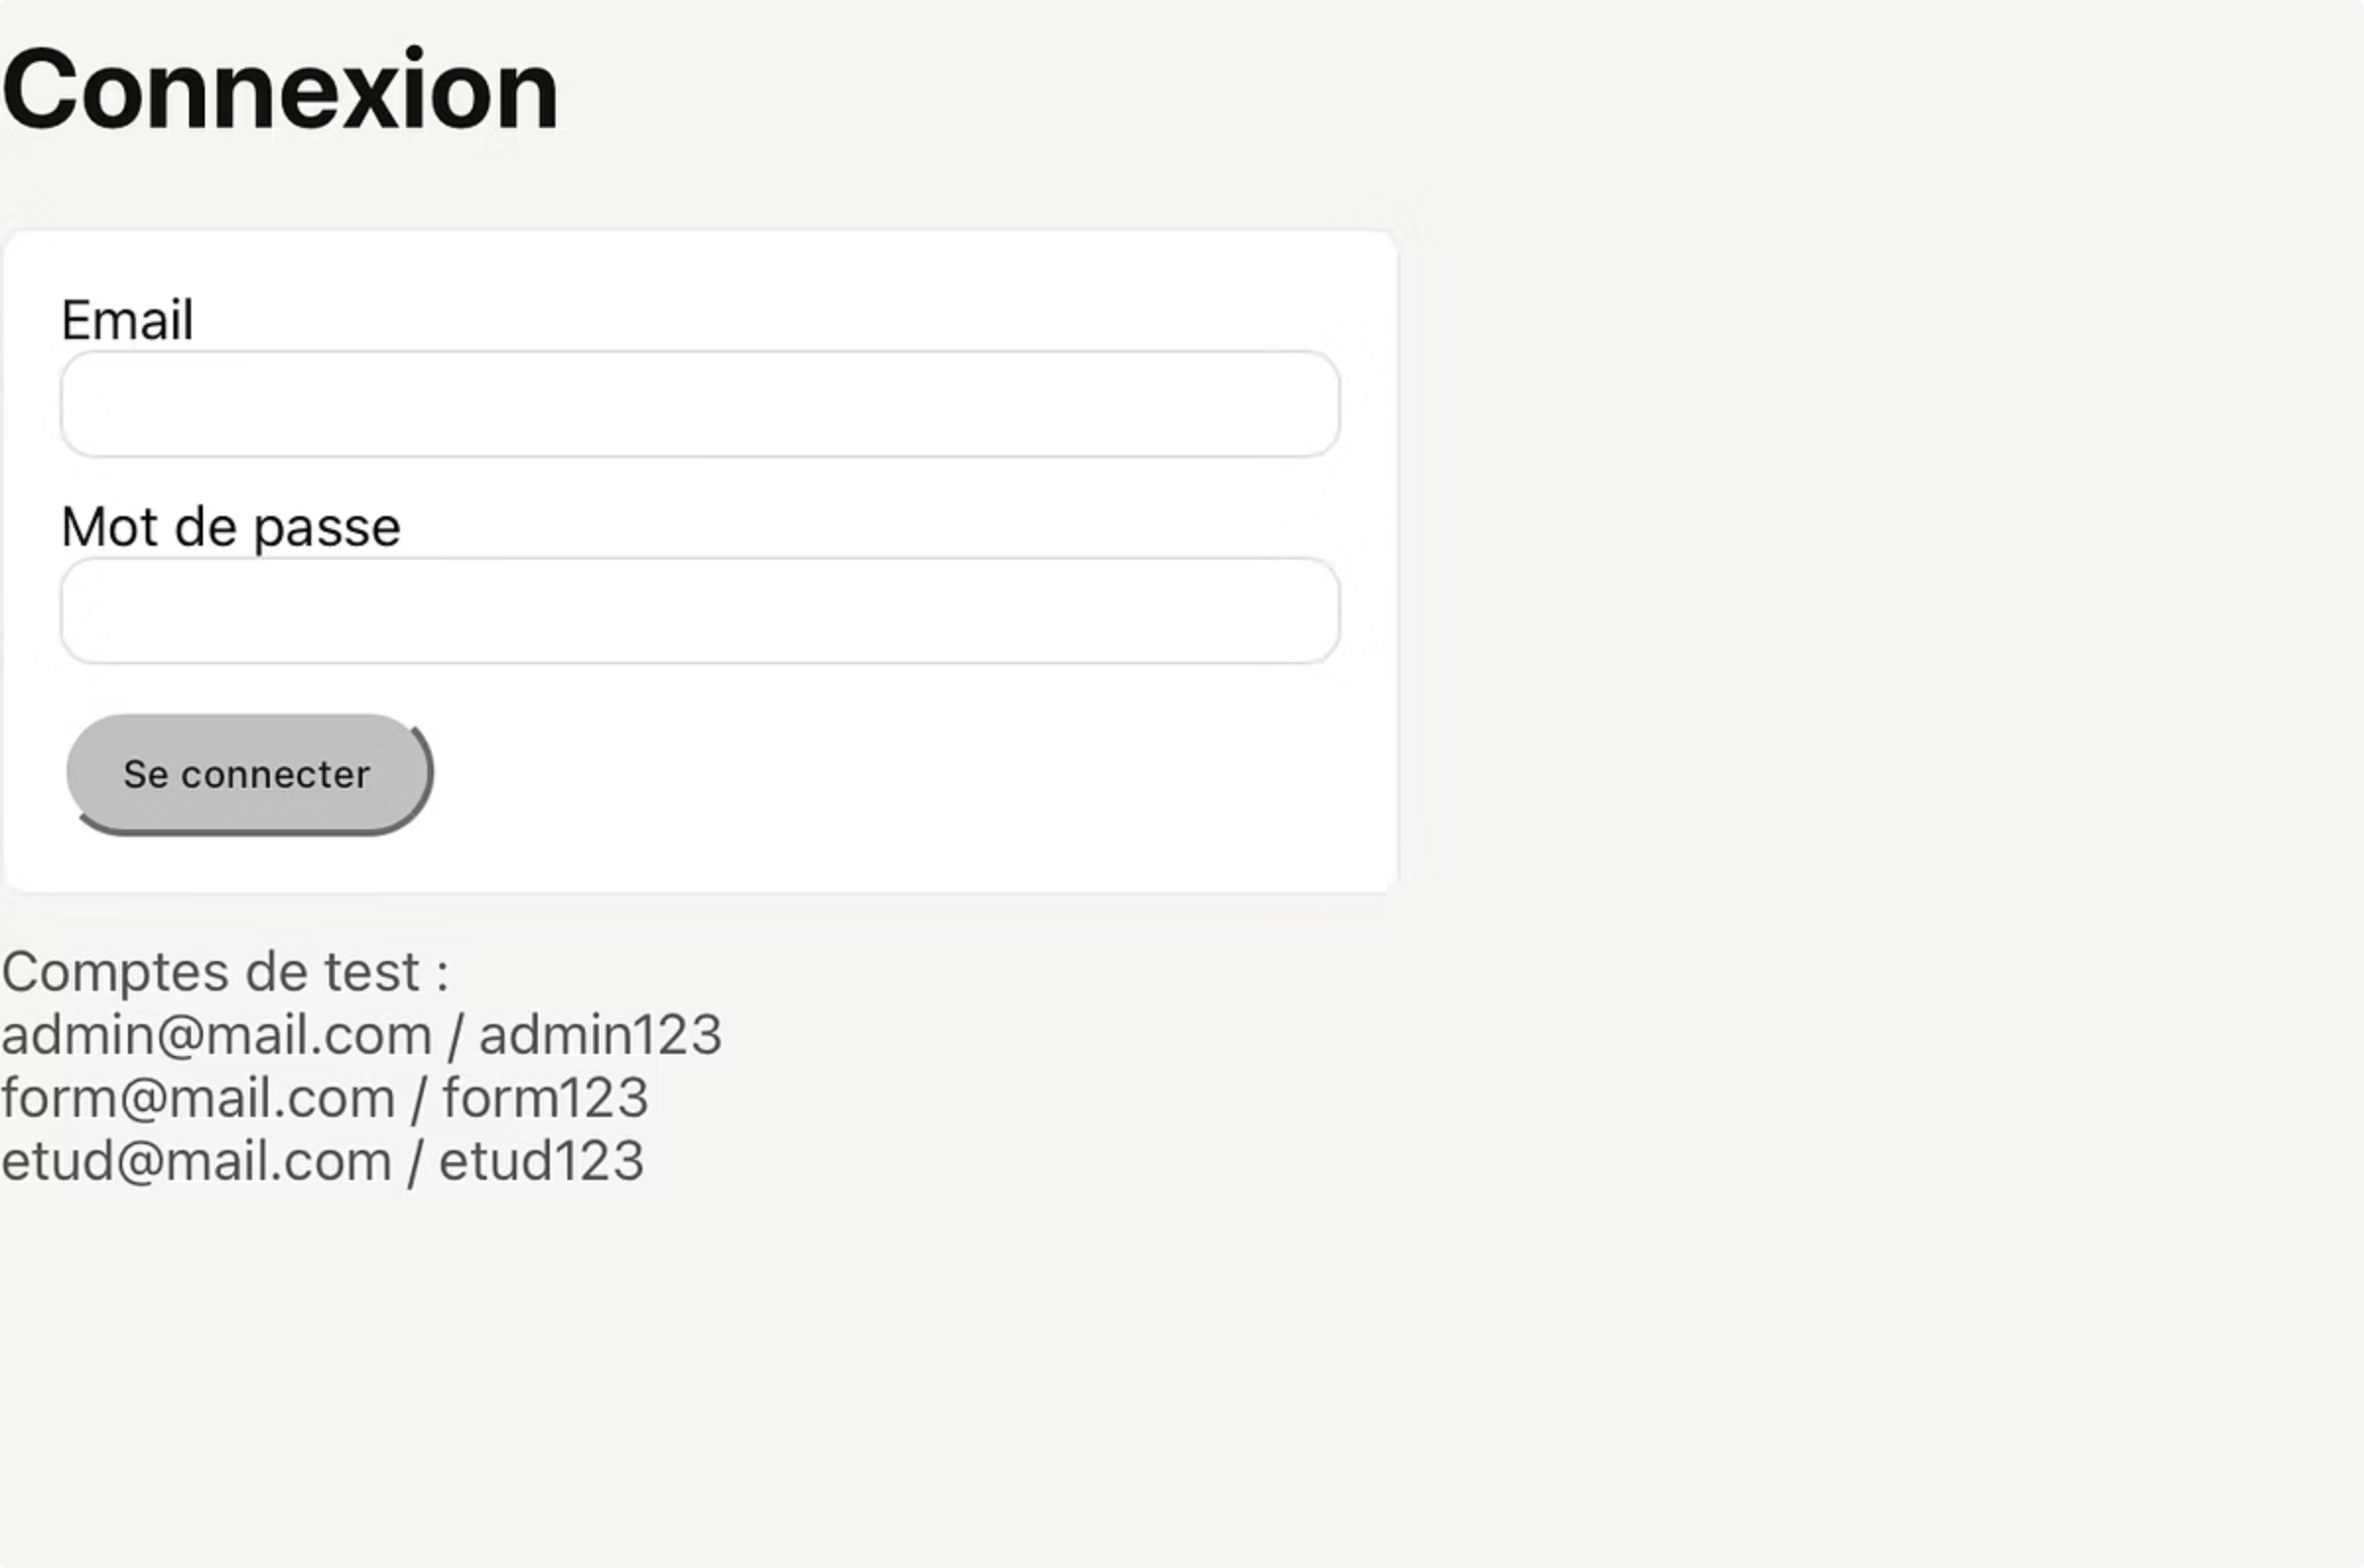 Connexion
Email
Mot de passe
Se connecter
Comptes de test :
admin@mail.com / admin123
form@mail.com / form123
etud@mail.com / etud123